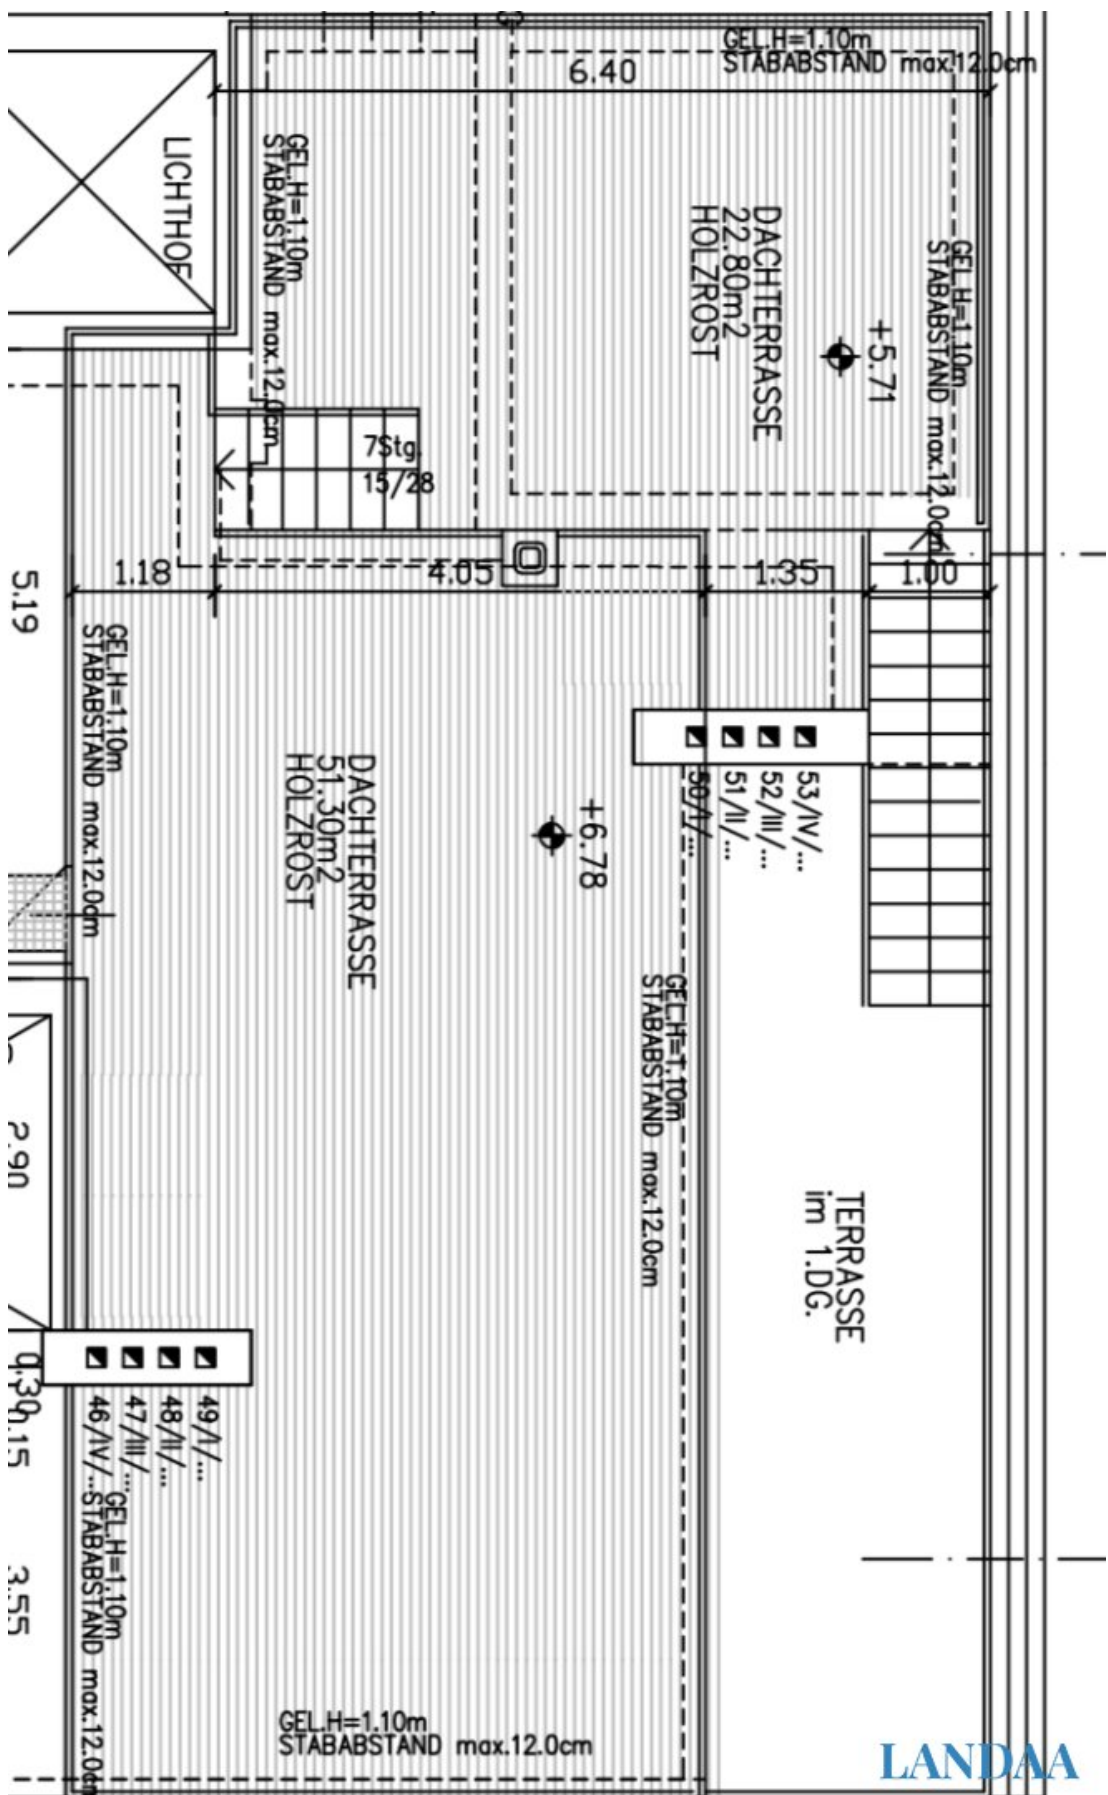 GEL.H=1.10m
STABABSTAND max.12.0cm
6.40
LICHTHOF
GEL.H=1.10m
STABABSTAND max.12.0cm
DACHTERRASSE
22.80m2
HOLZROST
GEL.H=1.10m
STABABSTAND max.12.0cm
+5.71
7Stg.
15/28
1.18
4.05
1.35
1.00
5.19
GEL.H=1.10m
STABABSTAND max.12.0cm
DACHTERRASSE
51.30m2
HOLZROST
+6.78
53/IV/...
52/III/...
51/II/...
50/I/...
GEL.H=1.10m
STABABSTAND max.12.0cm
2.90
TERRASSE
im 1.DG.
0.30
49/I/...
48/II/...
47/III/...
46/IV/...
GEL.H=1.10m
STABABSTAND max.12.0cm
3.55
GEL.H=1.10m
STABABSTAND max.12.0cm
LANDAA